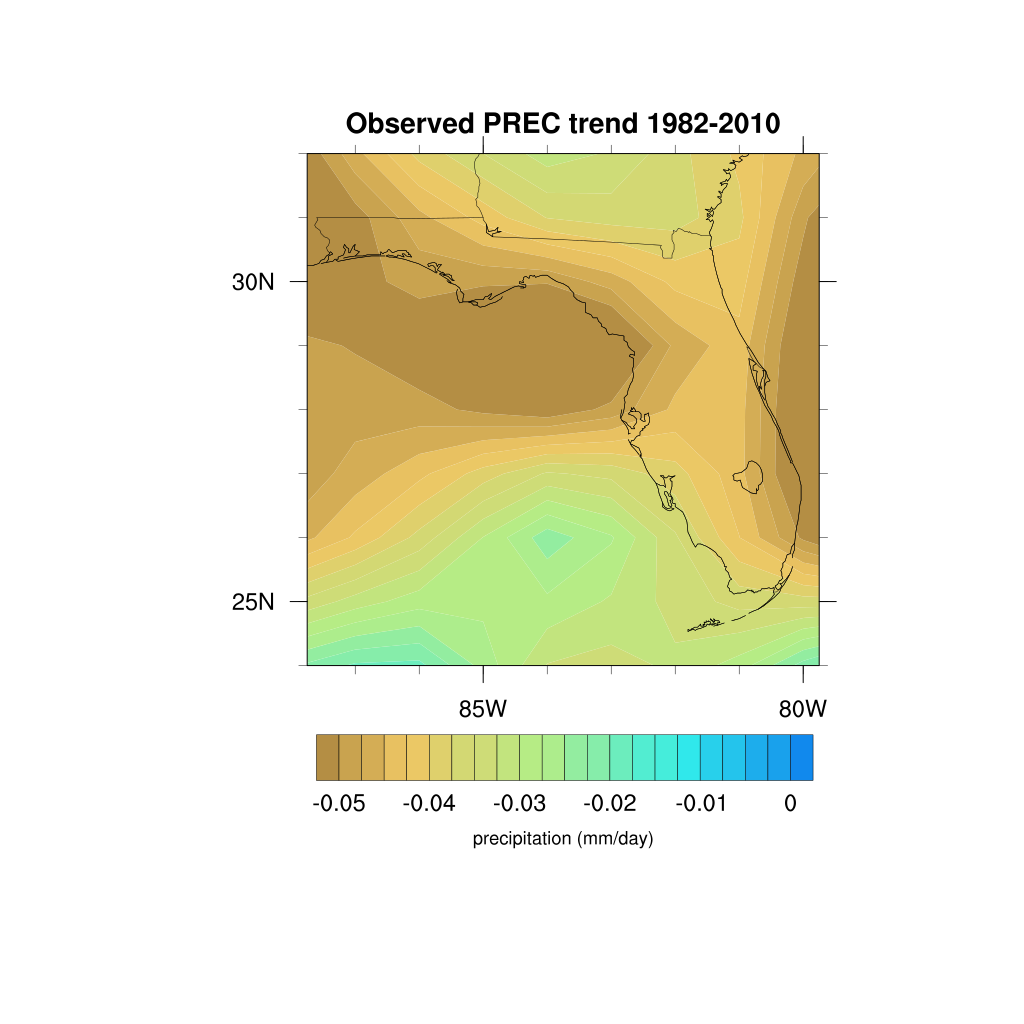 Observed PREC trend 1982-2010
30N
25N
85W 80W
-0.05 -0.04 -0.03 -0.02 -0.01 0
precipitation (mm/day)